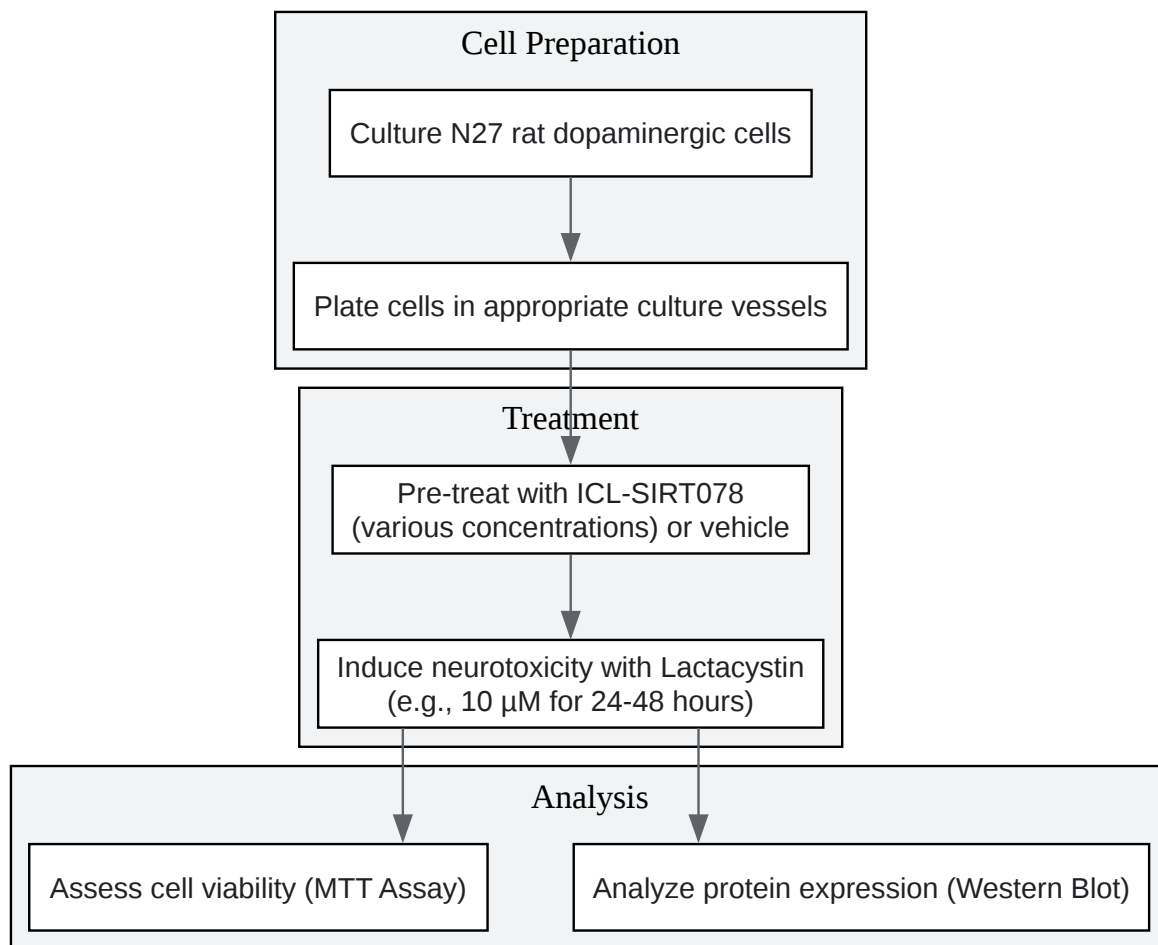 Cell Preparation
Culture N27 rat dopaminergic cells
Plate cells in appropriate culture vessels
Treatment
Pre-treat with ICL-SIRT078
(various concentrations) or vehicle
Induce neurotoxicity with Lactacystin
(e.g., 10 µM for 24-48 hours)
Analysis
Assess cell viability (MTT Assay)
Analyze protein expression (Western Blot)